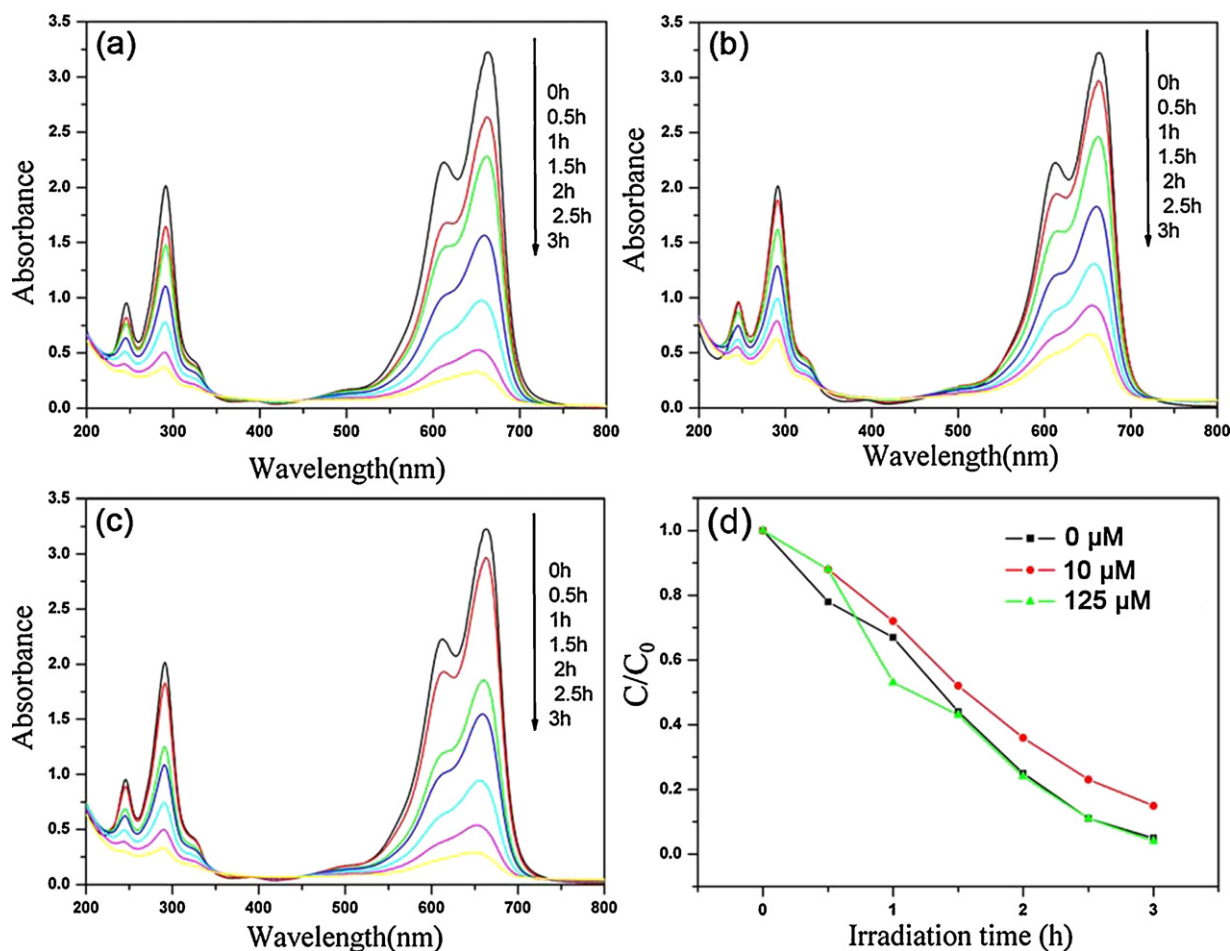 (a)
3.5
3.0
2.5
2.0
1.5
1.0
0.5
0.0
Absorbance
0h
0.5h
1h
1.5h
2h
2.5h
3h
200 300 400 500 600 700 800
Wavelength(nm)
(b)
3.5
3.0
2.5
2.0
1.5
1.0
0.5
0.0
Absorbance
0h
0.5h
1h
1.5h
2h
2.5h
3h
200 300 400 500 600 700 800
Wavelength(nm)
(c)
3.5
3.0
2.5
2.0
1.5
1.0
0.5
0.0
Absorbance
0h
0.5h
1h
1.5h
2h
2.5h
3h
200 300 400 500 600 700 800
Wavelength(nm)
(d)
1.0
0.8
0.6
0.4
0.2
0.0
C/C0
0 μM
10 μM
125 μM
0 1 2 3
Irradiation time (h)